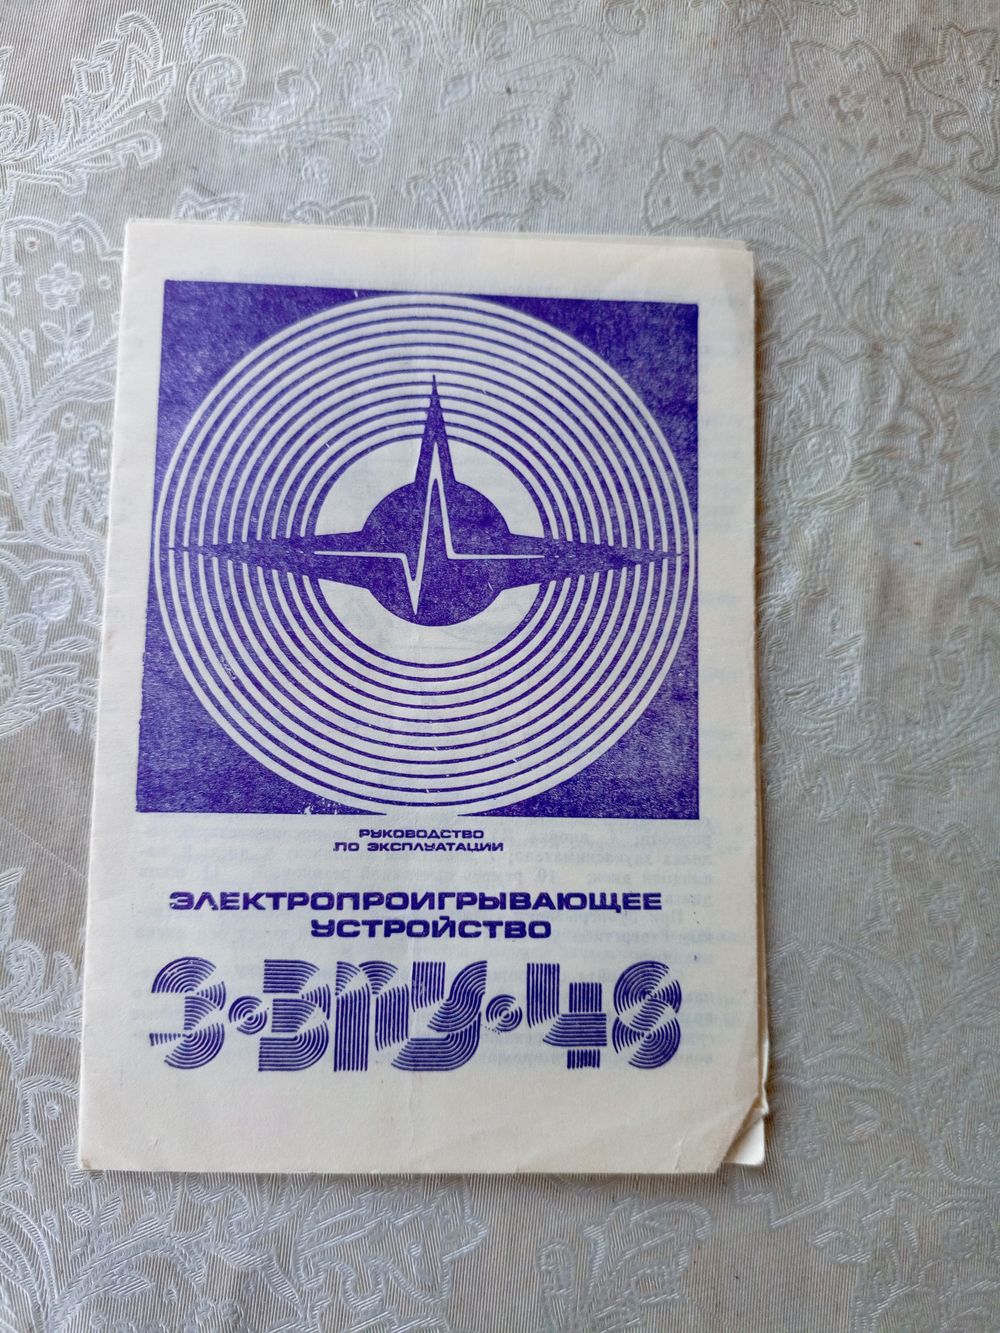 РУКОВОДСТВО
ПО ЭКСПЛУАТАЦИИ
ЭЛЕКТРОПРОИГРЫВАЮЩЕЕ
УСТРОЙСТВО
3·ЭПУ·48